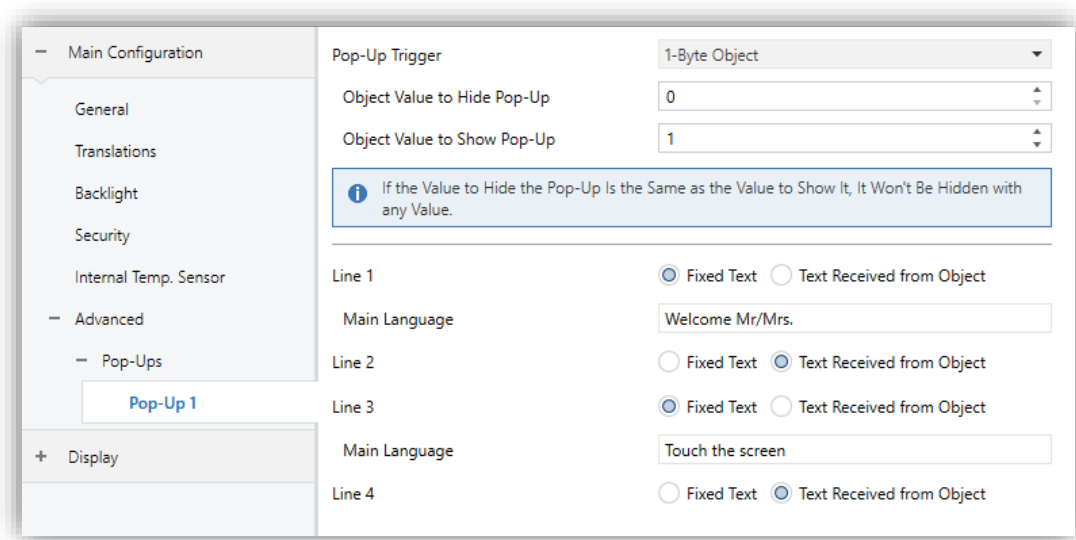 Main Configuration
General
Translations
Backlight
Security
Internal Temp. Sensor
Advanced
Pop-Ups
Pop-Up 1
Display
Pop-Up Trigger
1-Byte Object
Object Value to Hide Pop-Up
0
Object Value to Show Pop-Up
1
If the Value to Hide the Pop-Up Is the Same as the Value to Show It, It Won't Be Hidden with
any Value.
Line 1
Fixed Text
Text Received from Object
Main Language
Welcome Mr/Mrs.
Line 2
Fixed Text
Text Received from Object
Line 3
Fixed Text
Text Received from Object
Main Language
Touch the screen
Line 4
Fixed Text
Text Received from Object